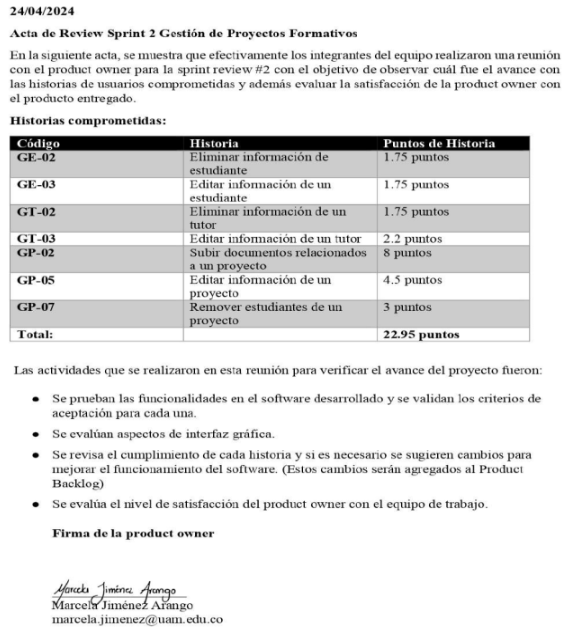 24/04/2024
Acta de Review Sprint 2 Gestión de Proyectos Formativos
En la siguiente acta, se muestra que efectivamente los integrantes del equipo realizaron una reunión
con el product owner para la sprint review #2 con el objetivo de observar cuál fue el avance con
las historias de usuarios comprometidas y además evaluar la satisfacción de la product owner con
el producto entregado.
Historias comprometidas:
Código Historia Puntos de Historia
GE-02 Eliminar información de 1.75 puntos
estudiante
GE-03 Editar información de un 1.75 puntos
estudiante
GT-02 Eliminar información de un 1.75 puntos
tutor
GT-03 Editar información de un tutor 2.2 puntos
GP-02 Subir documentos relacionados 8 puntos
a un proyecto
GP-05 Editar información de un 4.5 puntos
proyecto
GP-07 Remover estudiantes de un 3 puntos
proyecto
Total: 22.95 puntos
Las actividades que se realizaron en esta reunión para verificar el avance del proyecto fueron:
• Se prueban las funcionalidades en el software desarrollado y se validan los criterios de
aceptación para cada una.
• Se evalúan aspectos de interfaz gráfica.
• Se revisa el cumplimiento de cada historia y si es necesario se sugieren cambios para
mejorar el funcionamiento del software. (Estos cambios serán agregados al Product
Backlog)
• Se evalúa el nivel de satisfacción del product owner con el equipo de trabajo.
Firma de la product owner
Marcela Jiménez Arango
Marcela Jiménez Arango
marcela.jimenez@uam.edu.co